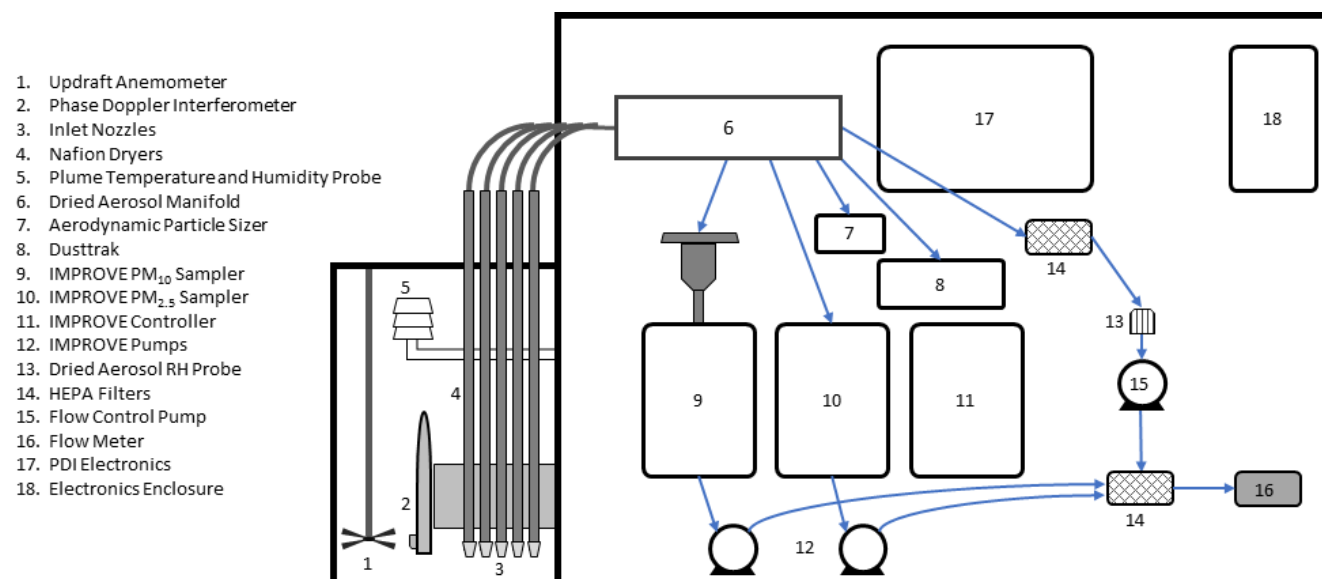 1. Updraft Anemometer
2. Phase Doppler Interferometer
3. Inlet Nozzles
4. Nafion Dryers
5. Plume Temperature and Humidity Probe
6. Dried Aerosol Manifold
7. Aerodynamic Particle Sizer
8. Dusttrak
9. IMPROVE PM10 Sampler
10. IMPROVE PM2.5 Sampler
11. IMPROVE Controller
12. IMPROVE Pumps
13. Dried Aerosol RH Probe
14. HEPA Filters
15. Flow Control Pump
16. Flow Meter
17. PDI Electronics
18. Electronics Enclosure
6
17
18
7
14
8
5
13
4
15
9
10
11
2
16
14
12
1
3